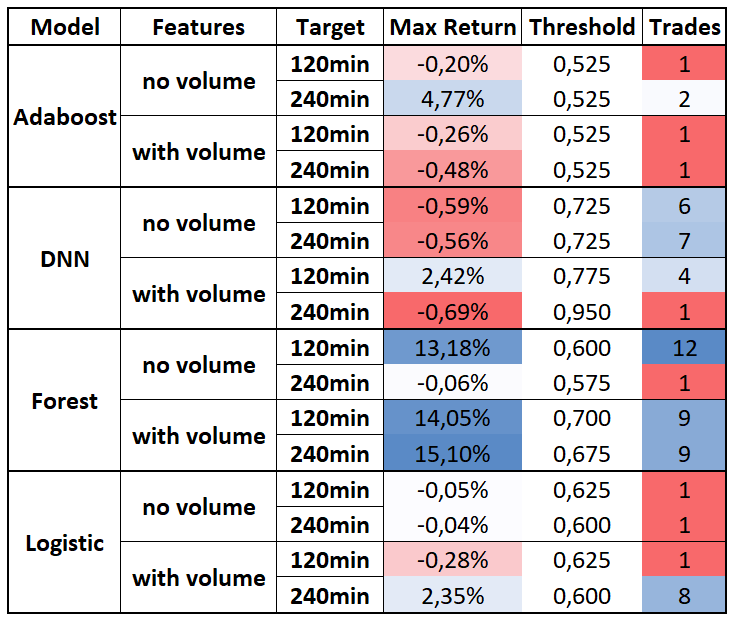 Model Features Target Max Return Threshold Trades
Adaboost no volume 120min -0,20% 0,525 1
240min 4,77% 0,525 2
with volume 120min -0,26% 0,525 1
240min -0,48% 0,525 1
DNN no volume 120min -0,59% 0,725 6
240min -0,56% 0,725 7
with volume 120min 2,42% 0,775 4
240min -0,69% 0,950 1
Forest no volume 120min 13,18% 0,600 12
240min -0,06% 0,575 1
with volume 120min 14,05% 0,700 9
240min 15,10% 0,675 9
Logistic no volume 120min -0,05% 0,625 1
240min -0,04% 0,600 1
with volume 120min -0,28% 0,625 1
240min 2,35% 0,600 8